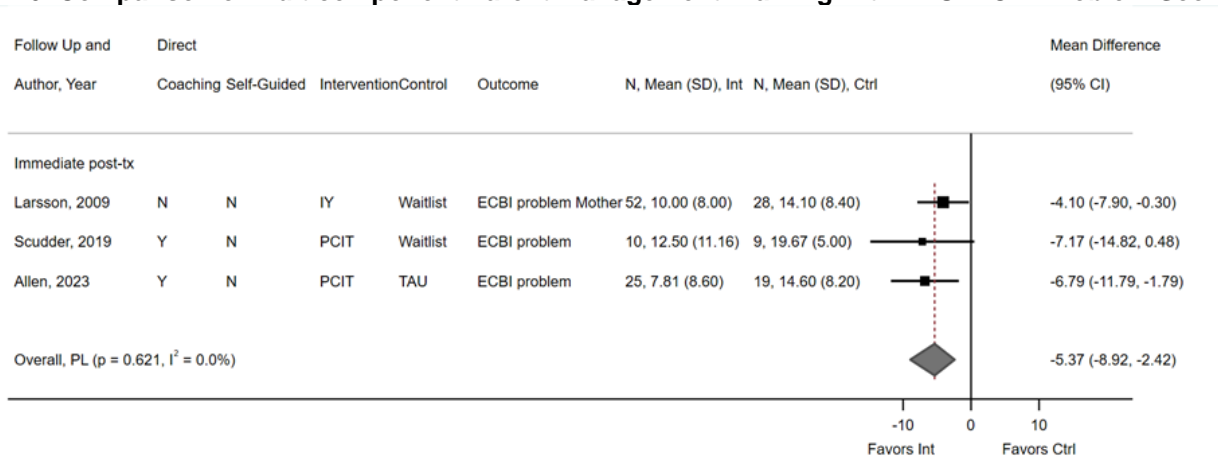 Follow Up and Direct Mean Difference
Author, Year Coaching Self-Guided InterventionControl Outcome N, Mean (SD), Int N, Mean (SD), Ctrl (95% CI)
Immediate post-tx
Larsson, 2009 N N IY Waitlist ECBI problem Mother 52, 10.00 (8.00) 28, 14.10 (8.40) -4.10 (-7.90, -0.30)
Scudder, 2019 Y N PCIT Waitlist ECBI problem 10, 12.50 (11.16) 9, 19.67 (5.00) -7.17 (-14.82, 0.48)
Allen, 2023 Y N PCIT TAU ECBI problem 25, 7.81 (8.60) 19, 14.60 (8.20) -6.79 (-11.79, -1.79)
Overall, PL (p = 0.621, I² = 0.0%) -5.37 (-8.92, -2.42)
-10 0 10
Favors Int Favors Ctrl